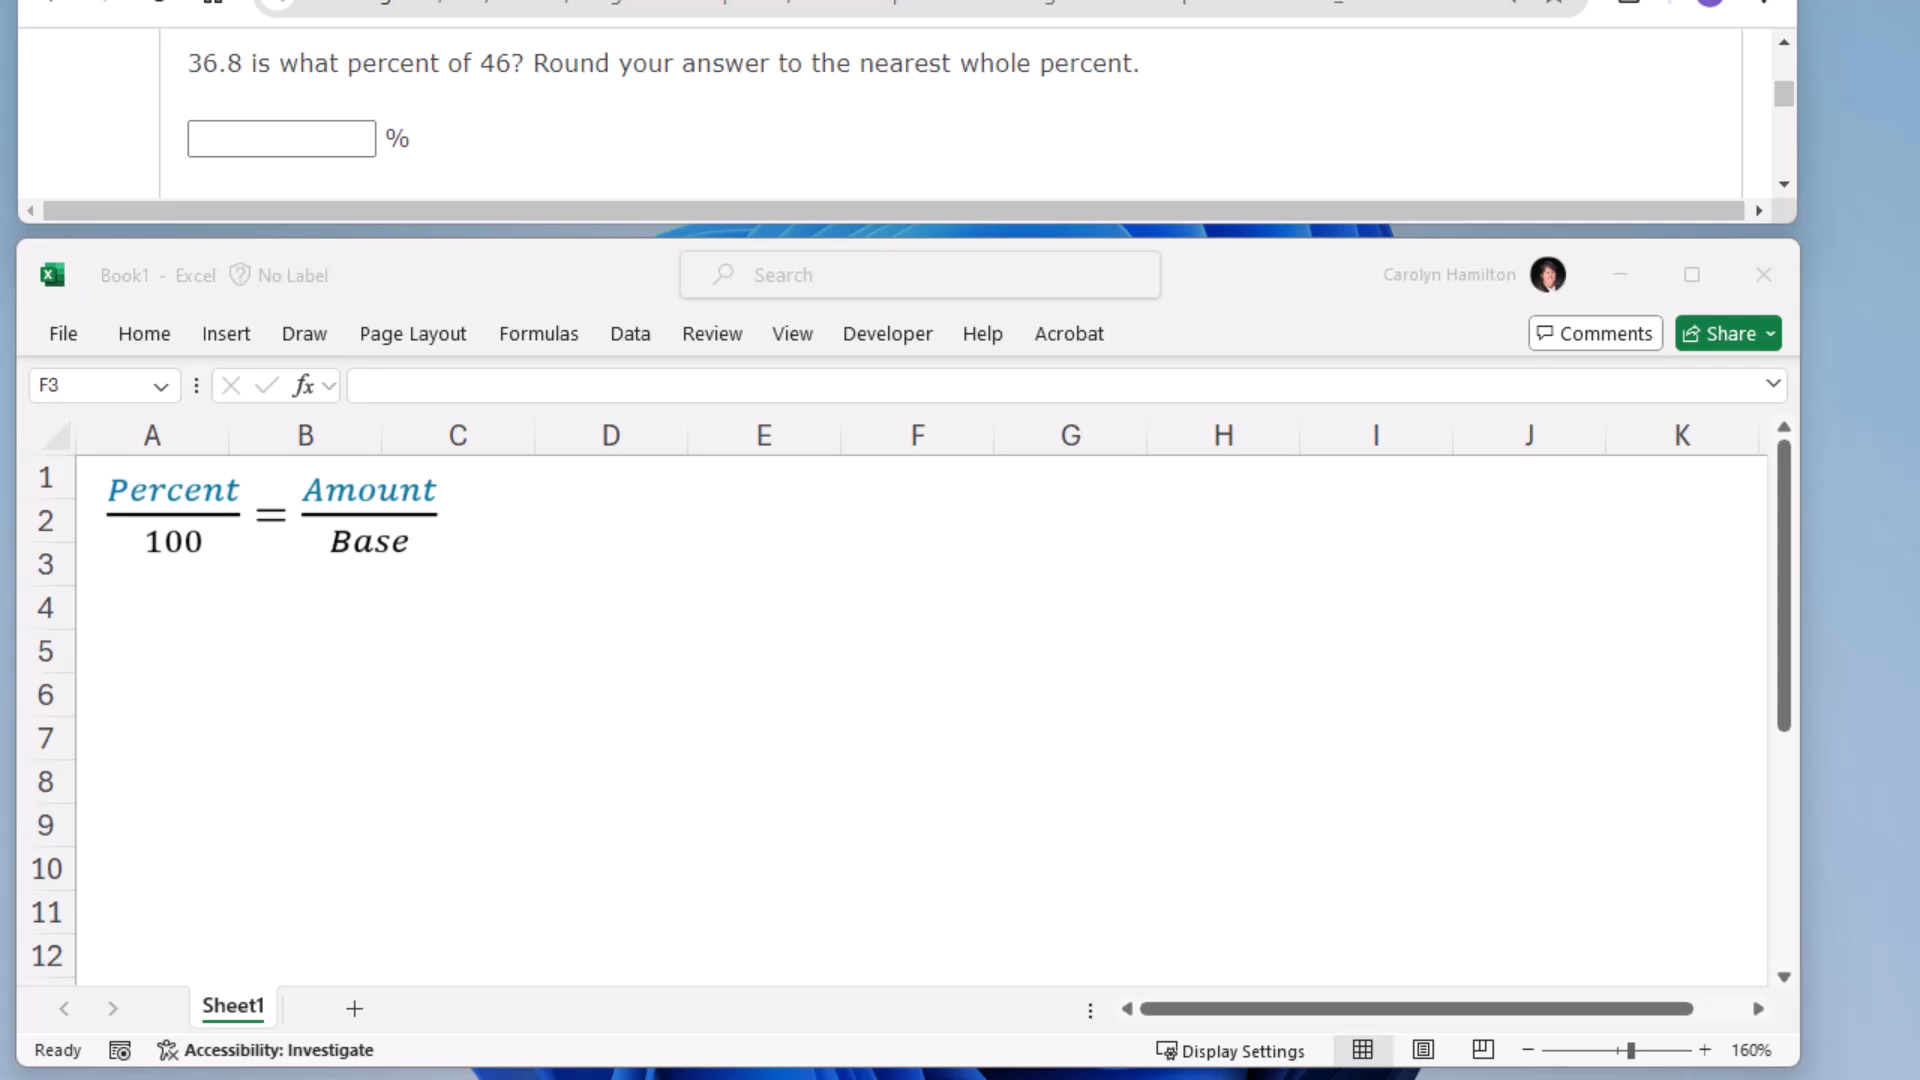 36.8 is what percent of 46? Round your answer to the nearest whole percent.
%
Book1 - Excel No Label
Search
Carolyn Hamilton
File Home Insert Draw Page Layout Formulas Data Review View Developer Help Acrobat
Comments Share
F3 fx
A B C D E F G H I J K
1
2
3
4
5
6
7
8
9
10
11
12
Percent Amount
=
100 Base
Sheet1 +
Ready Accessibility: Investigate Display Settings − + 160%